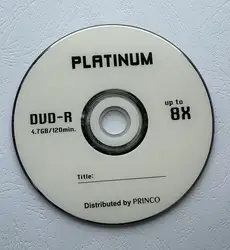 PLATINUM
DVD-R
4.7GB/120min.
up to
8X
Title:
Distributed by PRINCO